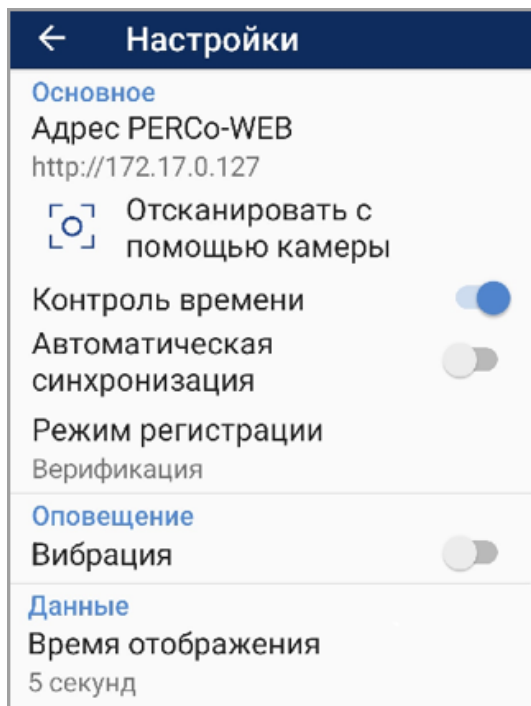 Настройки
Основное
Адрес PERCo-WEB
http://172.17.0.127
Отсканировать с
помощью камеры
Контроль времени
Автоматическая
синхронизация
Режим регистрации
Верификация
Оповещение
Вибрация
Данные
Время отображения
5 секунд